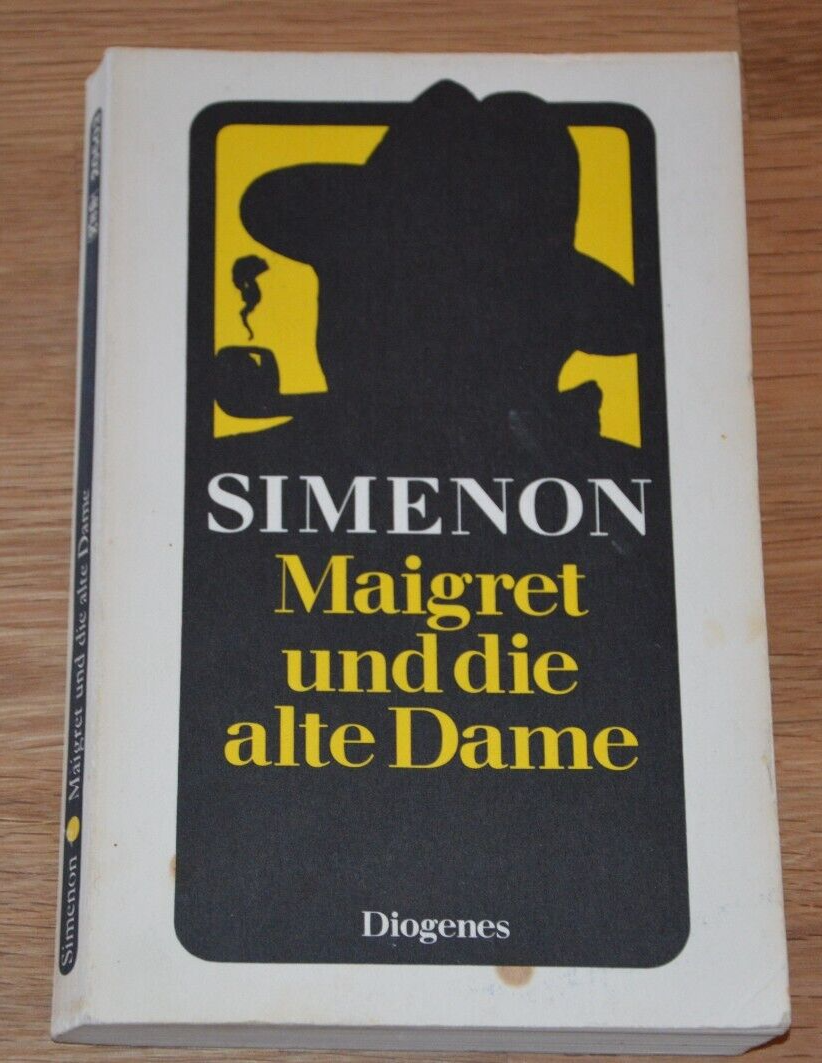 SIMENON
Maigret
und die
alte Dame
Diogenes
Simenon Maigret und die alte Dame